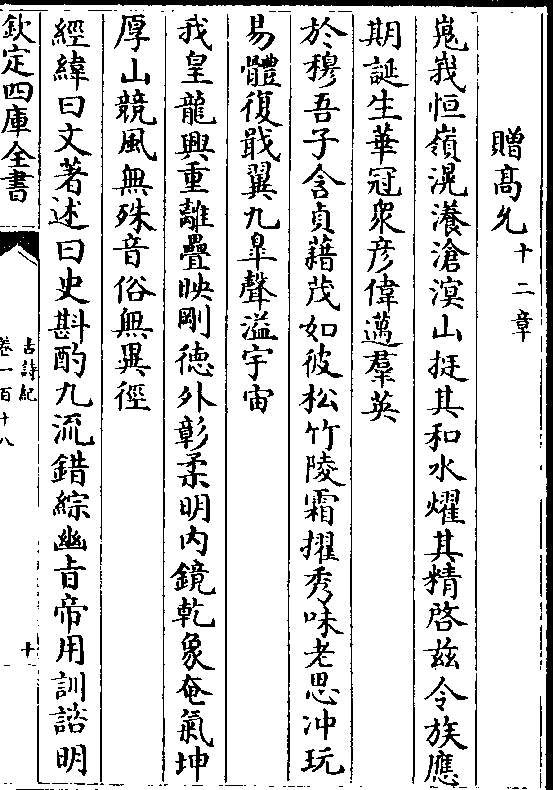 贈髙允十二章
嵬峩恒嶺滉瀁滄溟山挺其和水燿其精啓兹令族應
期誕生華冠衆彦偉邁羣英
於穆吾子含貞藉茂如彼松竹陵霜擢秀味老思冲玩
易體復戢翼九臯聲溢宇宙
我皇龍興重離疊映剛德外彰柔明内鏡乾象奄氣坤
厚山競風無殊音俗無異徑
經緯曰文著述曰史斟酌九流錯綜幽旨帝用訓諮明
欽定四庫全書
古詩紀
卷一百十八
十